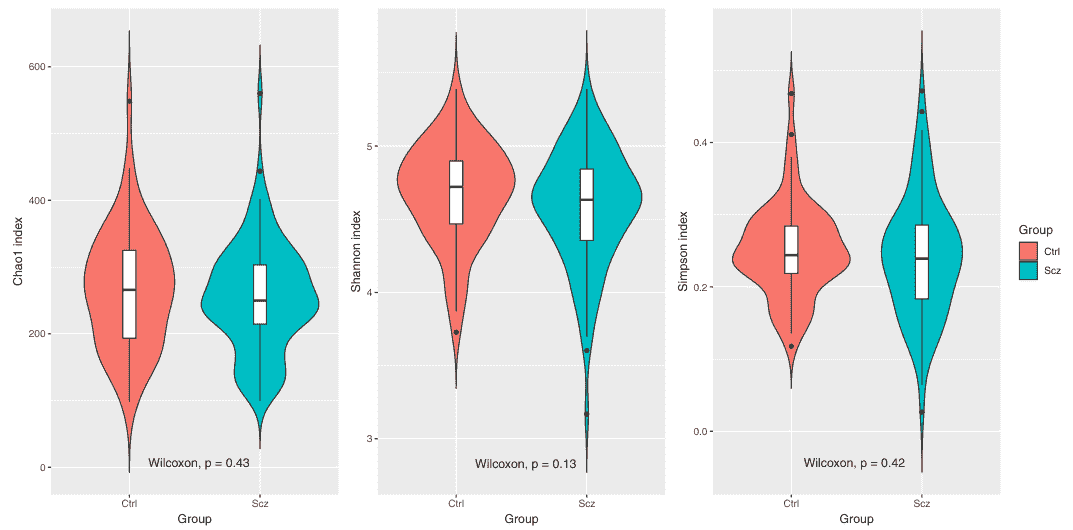 Chao1 index
600
400
200
0
Wilcoxon, p = 0.43
Ctrl
Scz
Group
Shannon index
5
4
3
Wilcoxon, p = 0.13
Ctrl
Scz
Group
Simpson index
0.4
0.2
0.0
Wilcoxon, p = 0.42
Ctrl
Scz
Group
Group
Ctrl
Scz